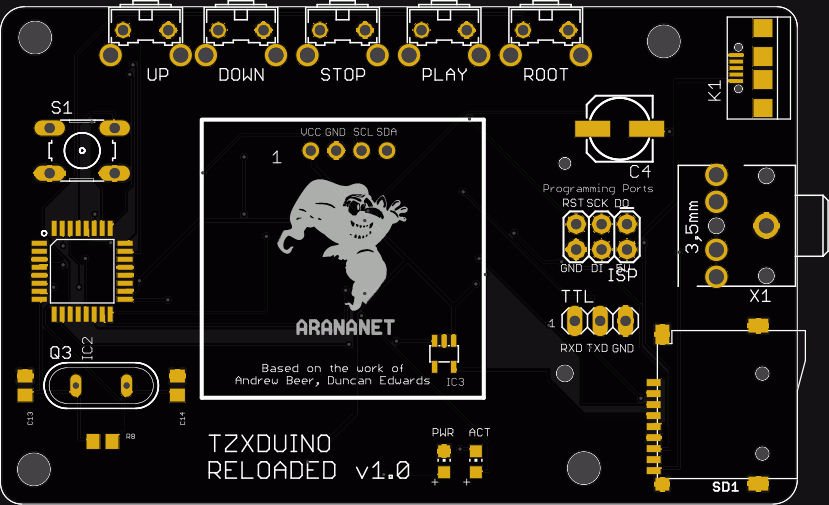 UP DOWN STOP PLAY ROOT
K1
S1
VCC GND SCL SDA
1
C4
Programming Ports
RST SCK DO
3,5mm
GND DI 5V
ISP
TTL
X1
1
ARANANET
RXD TXD GND
Q3
IC2
IC3
Based on the work of
Andrew Beer, Duncan Edwards
C13
C14
R8
TZXDUINO
RELOADED v1.0
PWR ACT
+ +
SD1